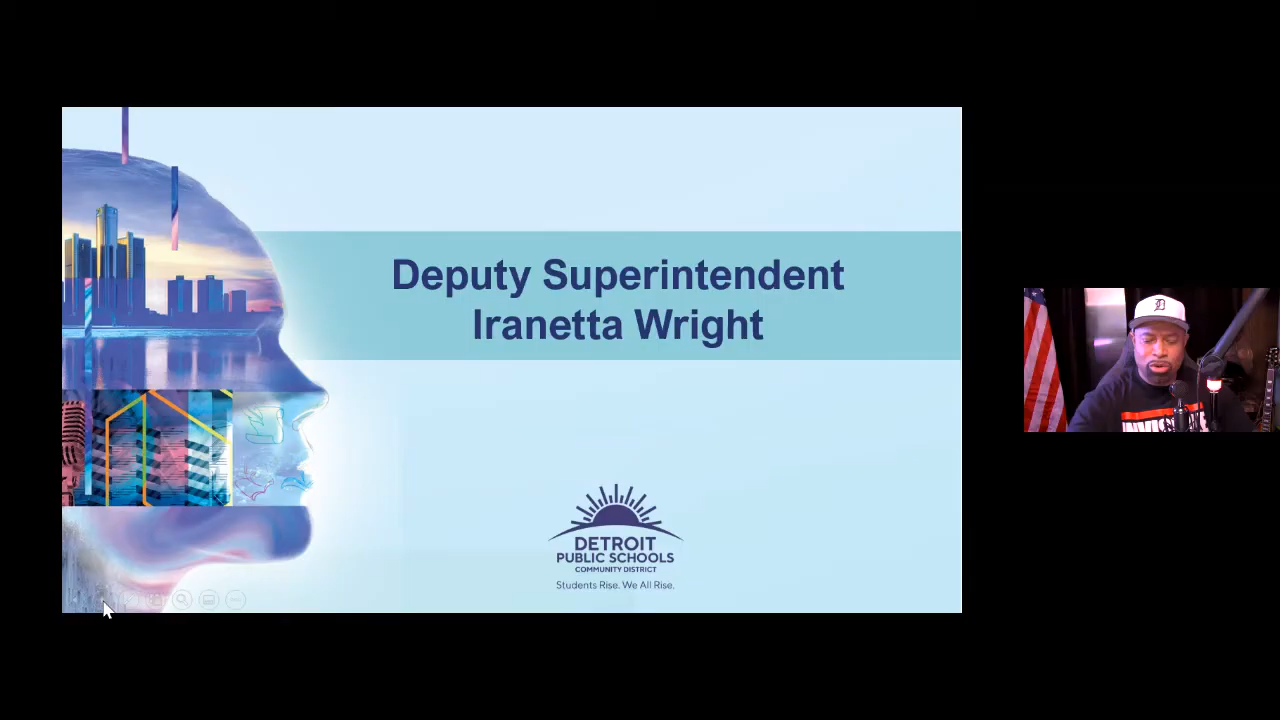 Deputy Superintendent
Iranetta Wright
DETROIT
PUBLIC SCHOOLS
COMMUNITY DISTRICT
Students Rise. We All Rise.
D